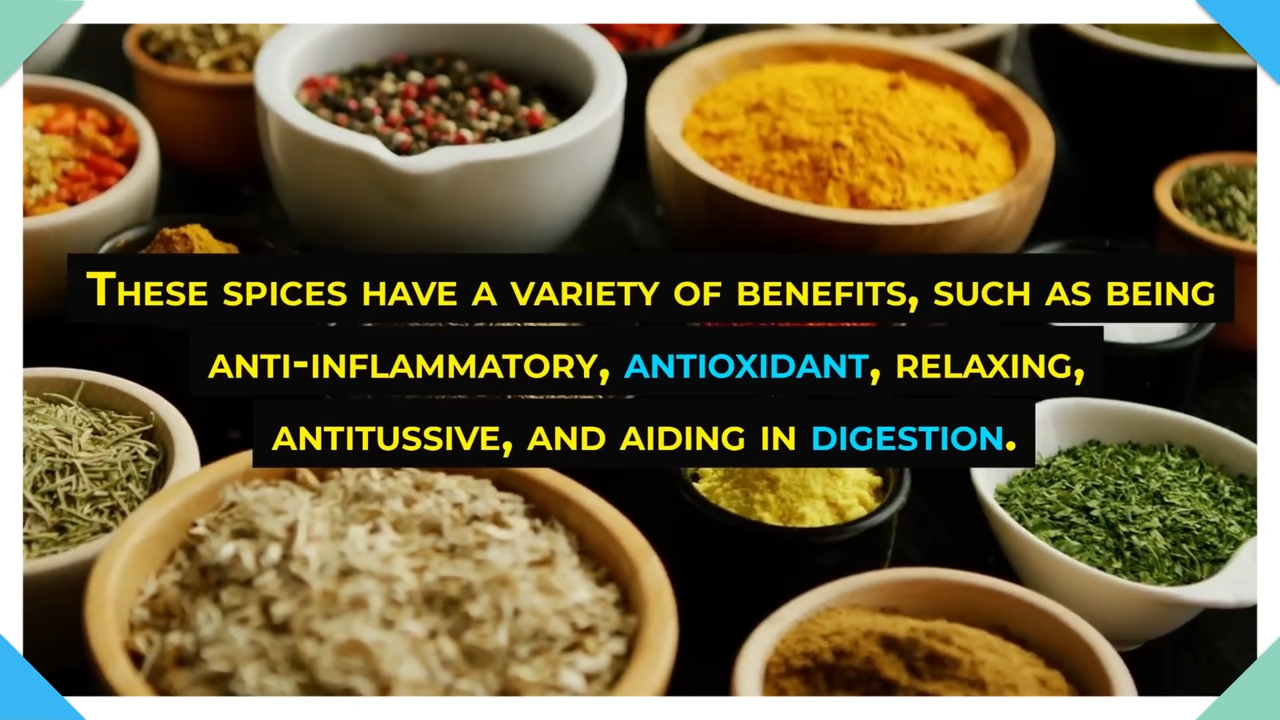 These spices have a variety of benefits, such as being
anti-inflammatory, antioxidant, relaxing,
antitussive, and aiding in digestion.